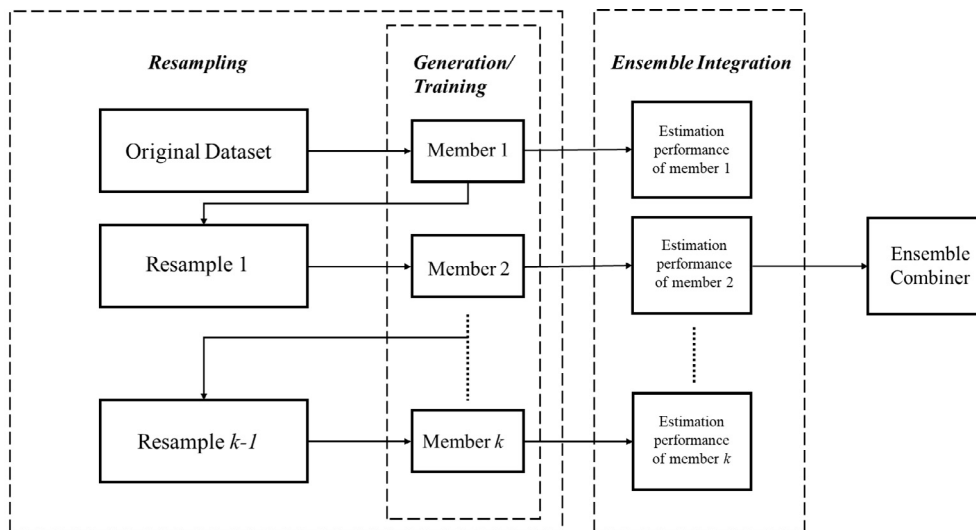 Resampling
Generation/
Training
Ensemble Integration
Original Dataset
Member 1
Estimation
performance
of member 1
Resample 1
Member 2
Estimation
performance
of member 2
Ensemble
Combiner
Resample k-1
Member k
Estimation
performance
of member k